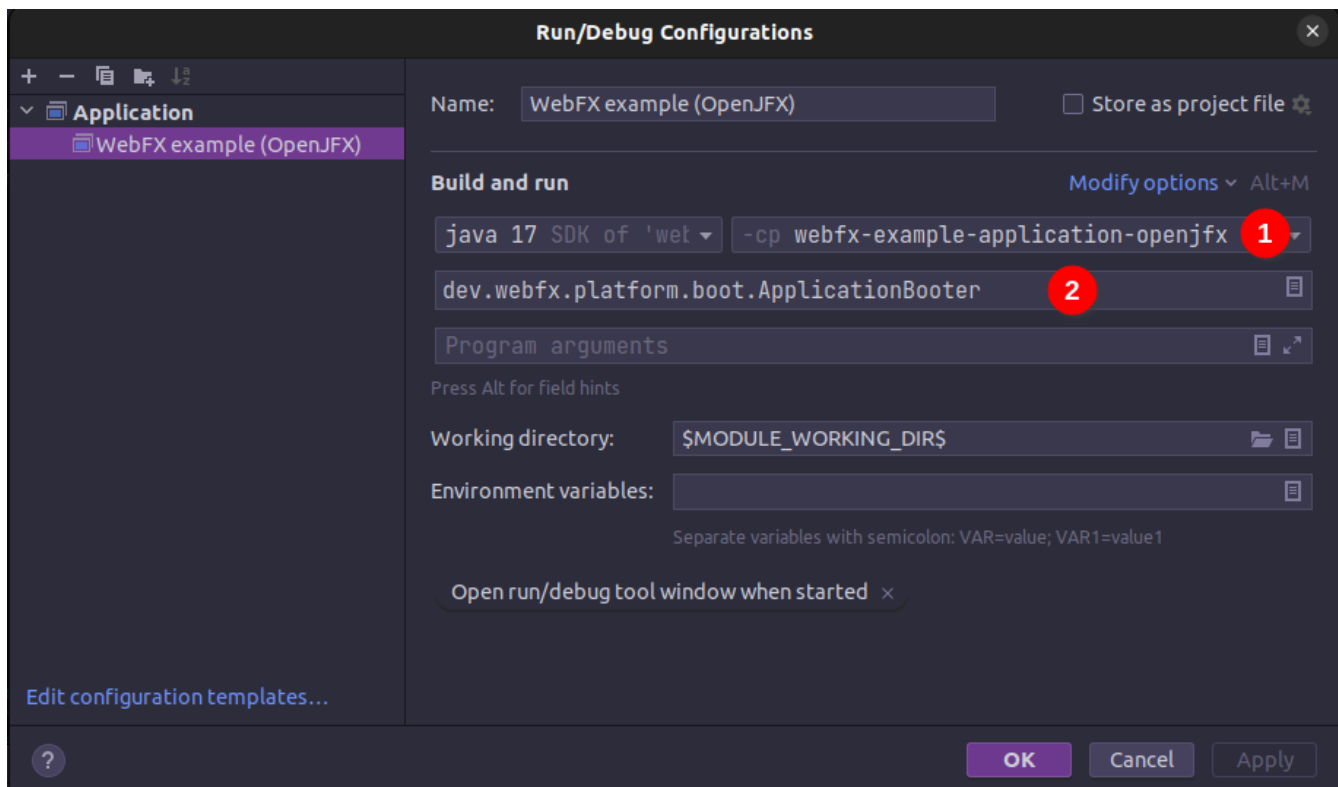 Run/Debug Configurations
Application
WebFX example (OpenJFX)
Edit configuration templates...
Name: WebFX example (OpenJFX) Store as project file
Build and run Modify options Alt+M
java 17 SDK of 'wet -cp webfx-example-application-openjfx 1
dev.webfx.platform.boot.ApplicationBooter 2
Program arguments
Press Alt for field hints
Working directory: $MODULE_WORKING_DIR$
Environment variables:
Separate variables with semicolon: VAR=value; VAR1=value1
Open run/debug tool window when started ×
? OK Cancel Apply